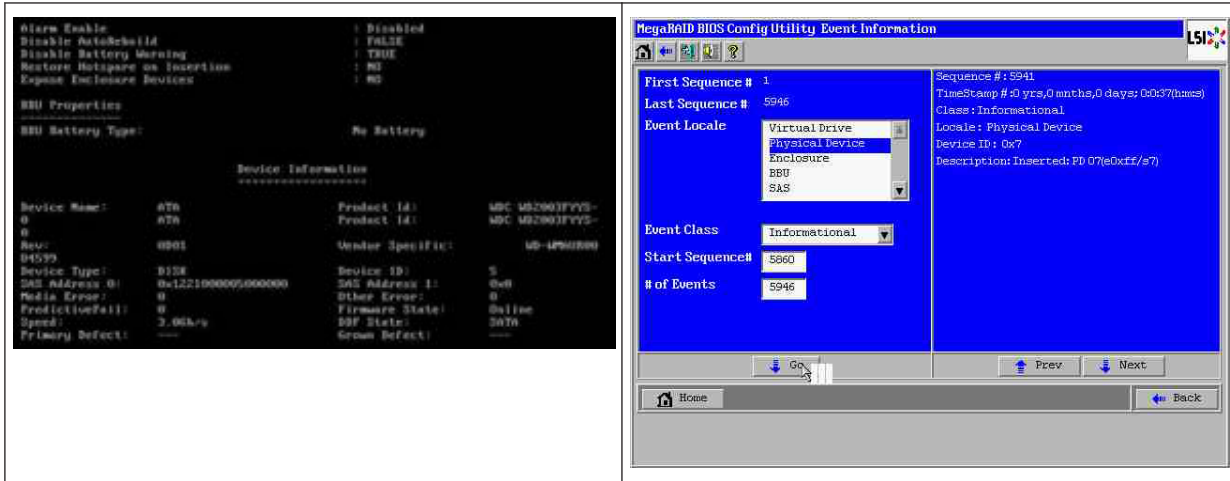 Alarm Enable : Disabled
Disable AutoRebuild : FALSE
Disable Battery Warning : TRUE
Restore Hotspare on Insertion : NO
Expose Enclosure Devices : NO
BBU Properties
BBU Battery Type: No Battery
Device Information
Device Name: ATA Product Id: WDC WD2003FYYS-
0 ATA Product Id: WDC WD2003FYYS-
0
Rev: 0D01 Vendor Specific:
04599
Device Type: DISK Device ID: 5
SAS Address 0: 0x1221000005000000 SAS Address 1: 0x0
Media Error: 0 Other Error: 0
PredictiveFail: 0 Firmware State: Online
Speed: 3.0Gb/s DDF State: SATA
Primary Defect: --- Grown Defect: ---
MegaRAID BIOS Config Utility Event Information
LSI
First Sequence # 1
Last Sequence # 5946
Event Locale
Virtual Drive
Physical Device
Enclosure
BBU
SAS
Event Class Informational
Start Sequence# 5860
# of Events 5946
Go
Sequence #: 5941
TimeStamp #:0 yrs,0 mnths,0 days; 0:0:37(h:m:s)
Class: Informational
Locale: Physical Device
Device ID: 0x7
Description: Inserted: PD 07(e0xff/s7)
Prev Next
Home Back